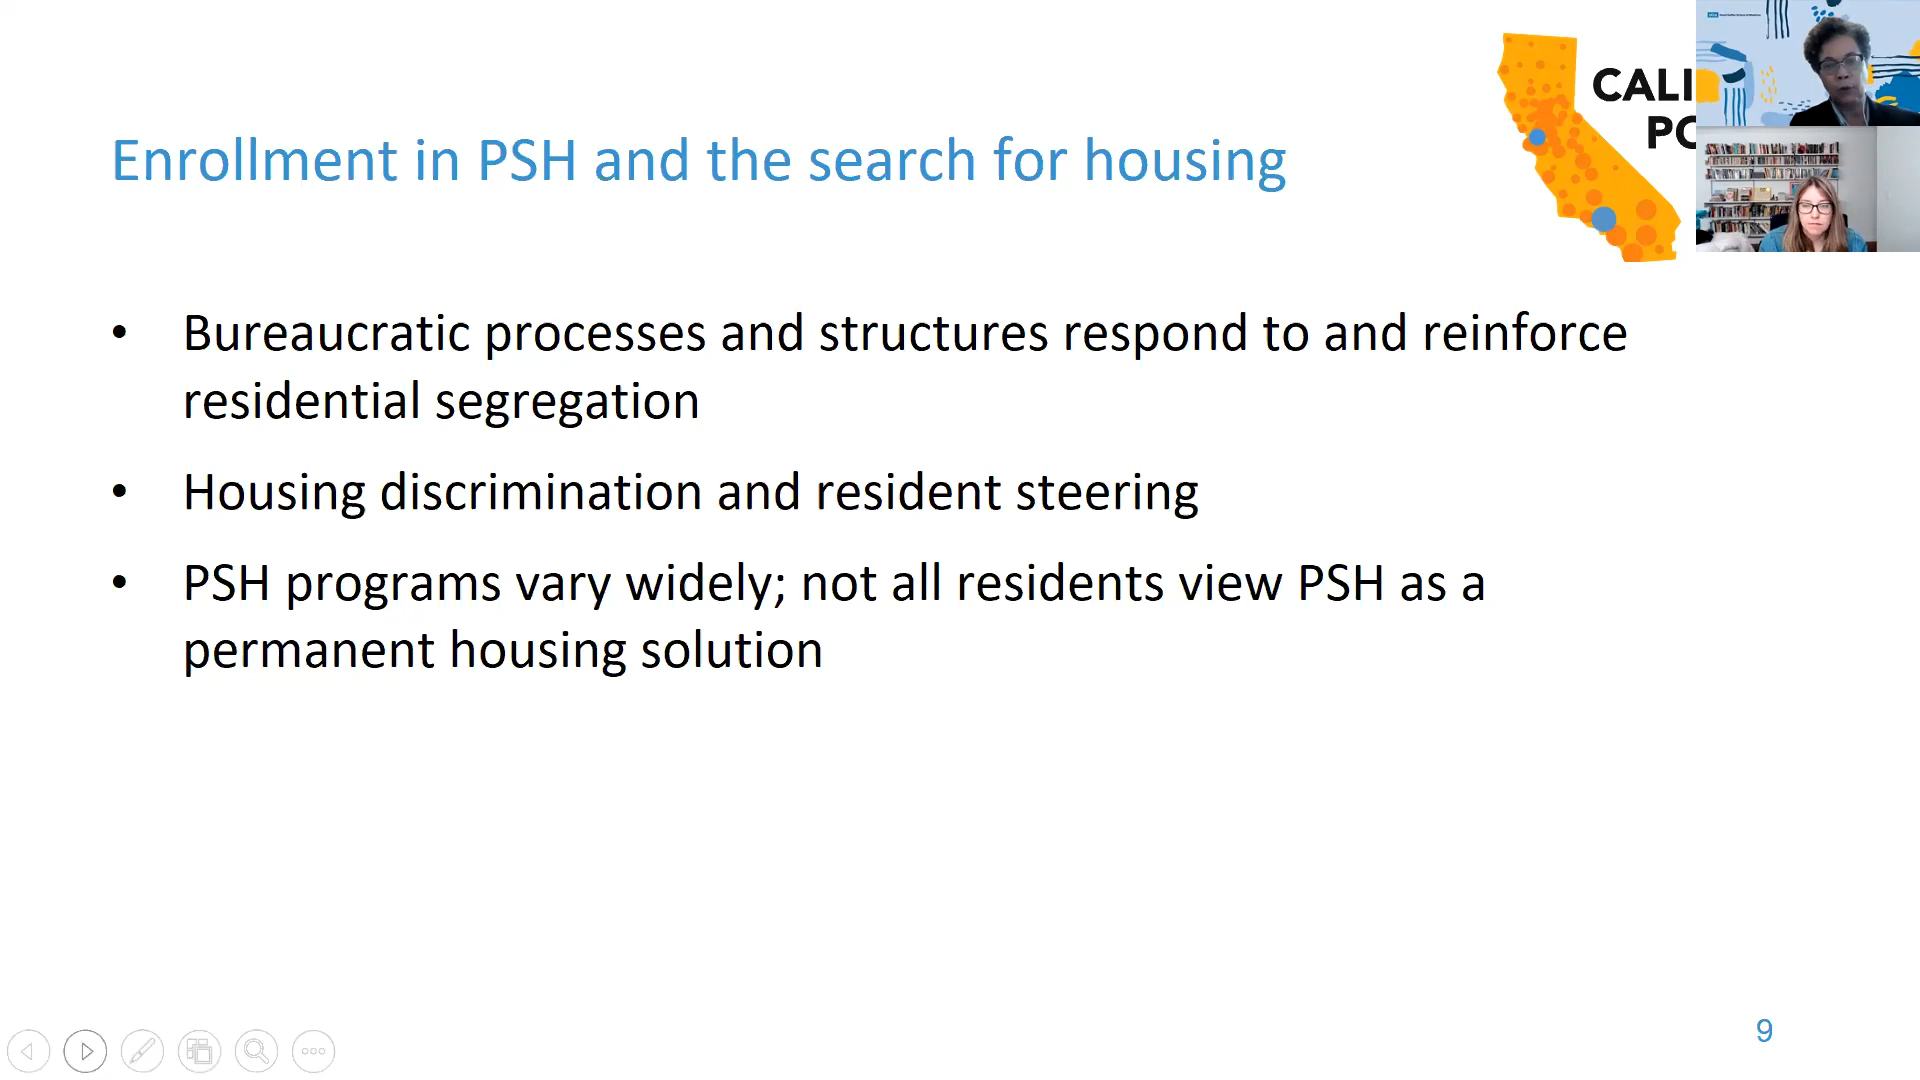 CALI
PO
Enrollment in PSH and the search for housing
• Bureaucratic processes and structures respond to and reinforce
residential segregation
• Housing discrimination and resident steering
• PSH programs vary widely; not all residents view PSH as a
permanent housing solution
9